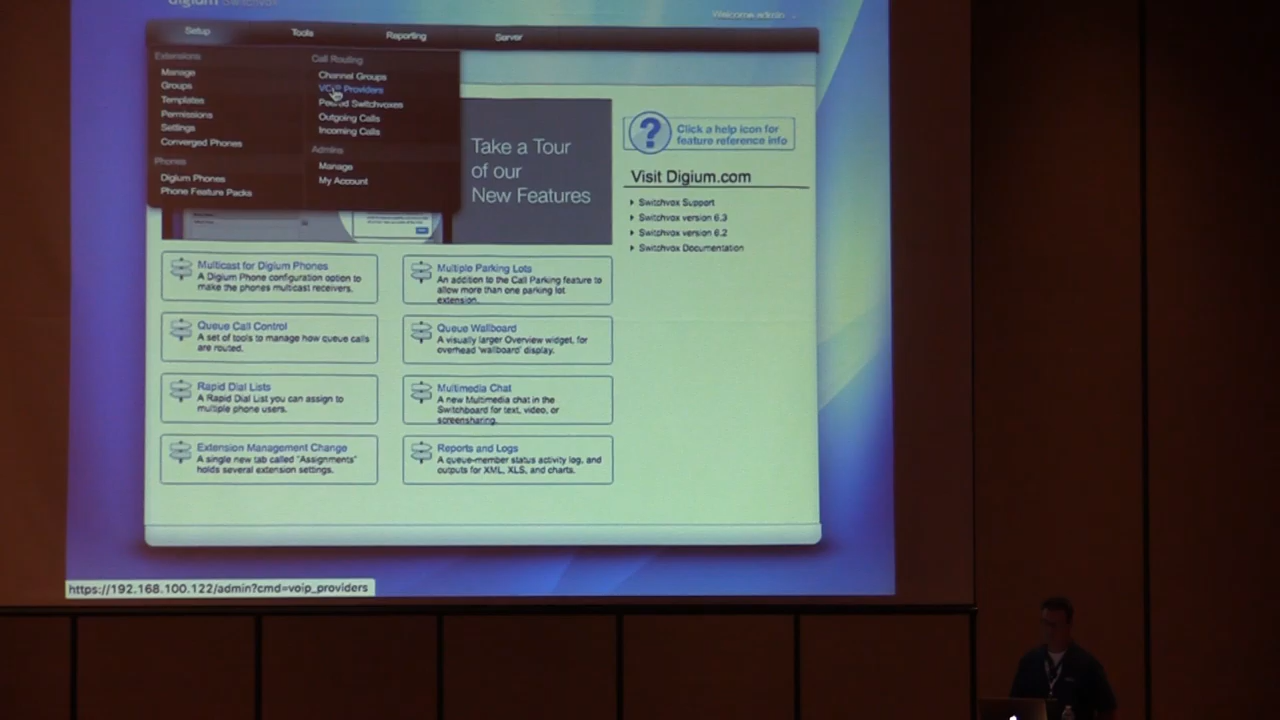 digium Switchvox
Welcome admin
Setup
Tools
Reporting
Server
Extensions
Manage
Groups
Templates
Permissions
Settings
Converged Phones
Phones
Digium Phones
Phone Feature Packs
Call Routing
Channel Groups
VOIP Providers
Peered Switchvoxes
Outgoing Calls
Incoming Calls
Admins
Manage
My Account
Take a Tour
of our
New Features
Click a help icon for
feature reference info
Visit Digium.com
Switchvox Support
Switchvox version 6.3
Switchvox version 6.2
Switchvox Documentation
Multicast for Digium Phones
A Digium Phone configuration option to
make the phones multicast receivers.
Multiple Parking Lots
An addition to the Call Parking feature to
allow more than one parking lot
extension.
Queue Call Control
A set of tools to manage how queue calls
are routed.
Queue Wallboard
A visually larger Overview widget, for
overhead 'wallboard' display.
Rapid Dial Lists
A Rapid Dial List you can assign to
multiple phone users.
Multimedia Chat
A new Multimedia chat in the
Switchboard for text, video, or
screensharing.
Extension Management Change
A single new tab called "Assignments"
holds several extension settings.
Reports and Logs
A queue-member status activity log, and
outputs for XML, XLS, and charts.
https://192.168.100.122/admin?cmd=voip_providers